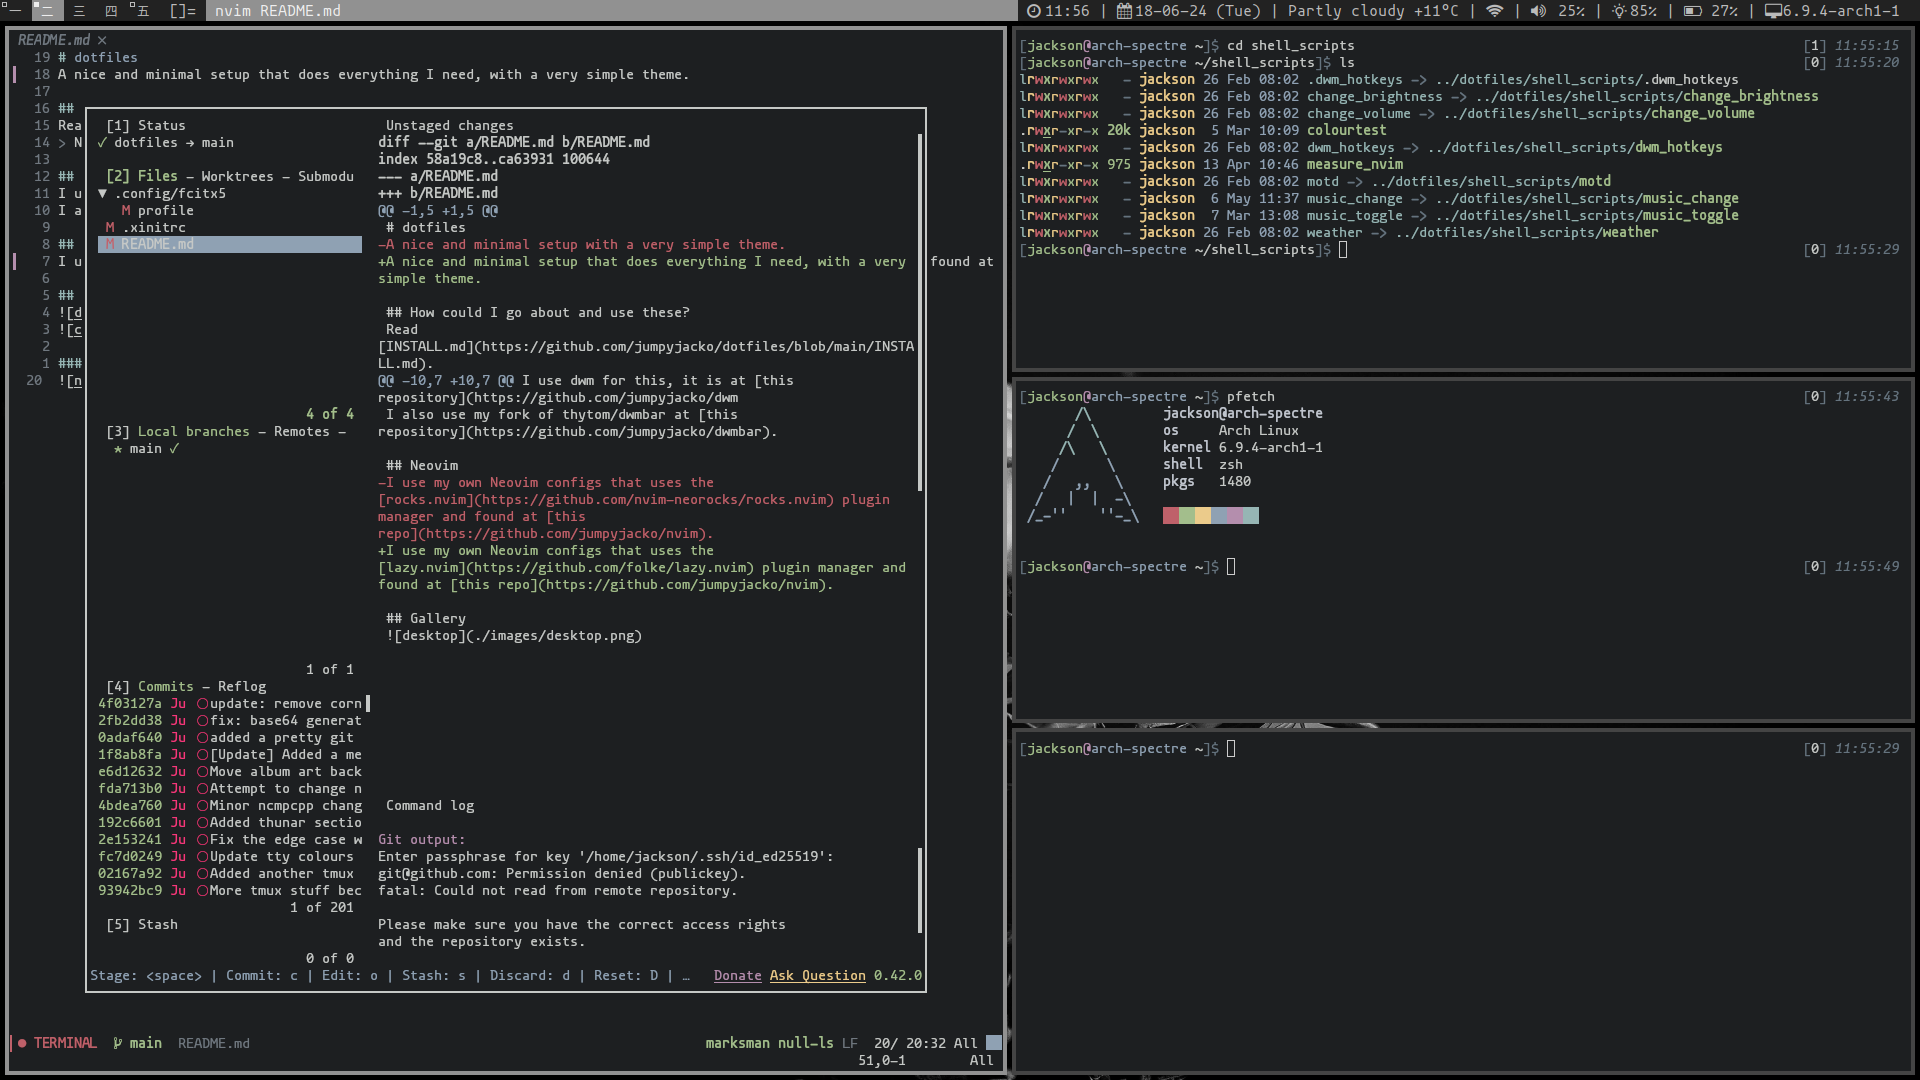 一 二 三 四 五 []= nvim README.md
11:56 | 18-06-24 (Tue) | Partly cloudy +11°C | | 25% | 85% | 27% | 6.9.4-arch1-1
README.md ×
19 # dotfiles
18 A nice and minimal setup that does everything I need, with a very simple theme.
17
16 ##
15 Rea
14 > N
13
12 ##
11 I u
10 I a
9
8 ##
7 I u found at
6
5 ##
4 ![d
3 ![c
2
1 ###
20 ![n
[1] Status
✓ dotfiles → main
[2] Files – Worktrees – Submodu
▼ .config/fcitx5
M profile
M .xinitrc
M README.md
4 of 4
[3] Local branches – Remotes –
* main ✓
1 of 1
[4] Commits – Reflog
4f03127a Ju ○update: remove corn
2fb2dd38 Ju ○fix: base64 generat
0adaf640 Ju ○added a pretty git
1f8ab8fa Ju ○[Update] Added a me
e6d12632 Ju ○Move album art back
fda713b0 Ju ○Attempt to change n
4bdea760 Ju ○Minor ncmpcpp chang
192c6601 Ju ○Added thunar sectio
2e153241 Ju ○Fix the edge case w
fc7d0249 Ju ○Update tty colours
02167a92 Ju ○Added another tmux
93942bc9 Ju ○More tmux stuff bec
1 of 201
[5] Stash
0 of 0
Unstaged changes
diff --git a/README.md b/README.md
index 58a19c8..ca63931 100644
--- a/README.md
+++ b/README.md
@@ -1,5 +1,5 @@
# dotfiles
-A nice and minimal setup with a very simple theme.
+A nice and minimal setup that does everything I need, with a very
simple theme.
## How could I go about and use these?
Read
[INSTALL.md](https://github.com/jumpyjacko/dotfiles/blob/main/INSTA
LL.md).
@@ -10,7 +10,7 @@ I use dwm for this, it is at [this
repository](https://github.com/jumpyjacko/dwm
I also use my fork of thytom/dwmbar at [this
repository](https://github.com/jumpyjacko/dwmbar).
## Neovim
-I use my own Neovim configs that uses the
[rocks.nvim](https://github.com/nvim-neorocks/rocks.nvim) plugin
manager and found at [this
repo](https://github.com/jumpyjacko/nvim).
+I use my own Neovim configs that uses the
[lazy.nvim](https://github.com/folke/lazy.nvim) plugin manager and
found at [this repo](https://github.com/jumpyjacko/nvim).
## Gallery
![desktop](./images/desktop.png)
Command log
Git output:
Enter passphrase for key '/home/jackson/.ssh/id_ed25519':
git@github.com: Permission denied (publickey).
fatal: Could not read from remote repository.
Please make sure you have the correct access rights
and the repository exists.
Stage: <space> | Commit: c | Edit: o | Stash: s | Discard: d | Reset: D | … Donate Ask Question 0.42.0
● TERMINAL main README.md marksman null-ls LF 20/ 20:32 All
51,0-1 All
[jackson@arch-spectre ~]$ cd shell_scripts [1] 11:55:15
[jackson@arch-spectre ~/shell_scripts]$ ls [0] 11:55:20
lrwxrwxrwx - jackson 26 Feb 08:02 .dwm_hotkeys -> ../dotfiles/shell_scripts/.dwm_hotkeys
lrwxrwxrwx - jackson 26 Feb 08:02 change_brightness -> ../dotfiles/shell_scripts/change_brightness
lrwxrwxrwx - jackson 26 Feb 08:02 change_volume -> ../dotfiles/shell_scripts/change_volume
.rwxr-xr-x 20k jackson 5 Mar 10:09 colourtest
lrwxrwxrwx - jackson 26 Feb 08:02 dwm_hotkeys -> ../dotfiles/shell_scripts/dwm_hotkeys
.rwxr-xr-x 975 jackson 13 Apr 10:46 measure_nvim
lrwxrwxrwx - jackson 26 Feb 08:02 motd -> ../dotfiles/shell_scripts/motd
lrwxrwxrwx - jackson 6 May 11:37 music_change -> ../dotfiles/shell_scripts/music_change
lrwxrwxrwx - jackson 7 Mar 13:08 music_toggle -> ../dotfiles/shell_scripts/music_toggle
lrwxrwxrwx - jackson 26 Feb 08:02 weather -> ../dotfiles/shell_scripts/weather
[jackson@arch-spectre ~/shell_scripts]$ [0] 11:55:29
[jackson@arch-spectre ~]$ pfetch [0] 11:55:43
jackson@arch-spectre
os Arch Linux
kernel 6.9.4-arch1-1
shell zsh
pkgs 1480
[jackson@arch-spectre ~]$ [0] 11:55:49
[jackson@arch-spectre ~]$ [0] 11:55:29